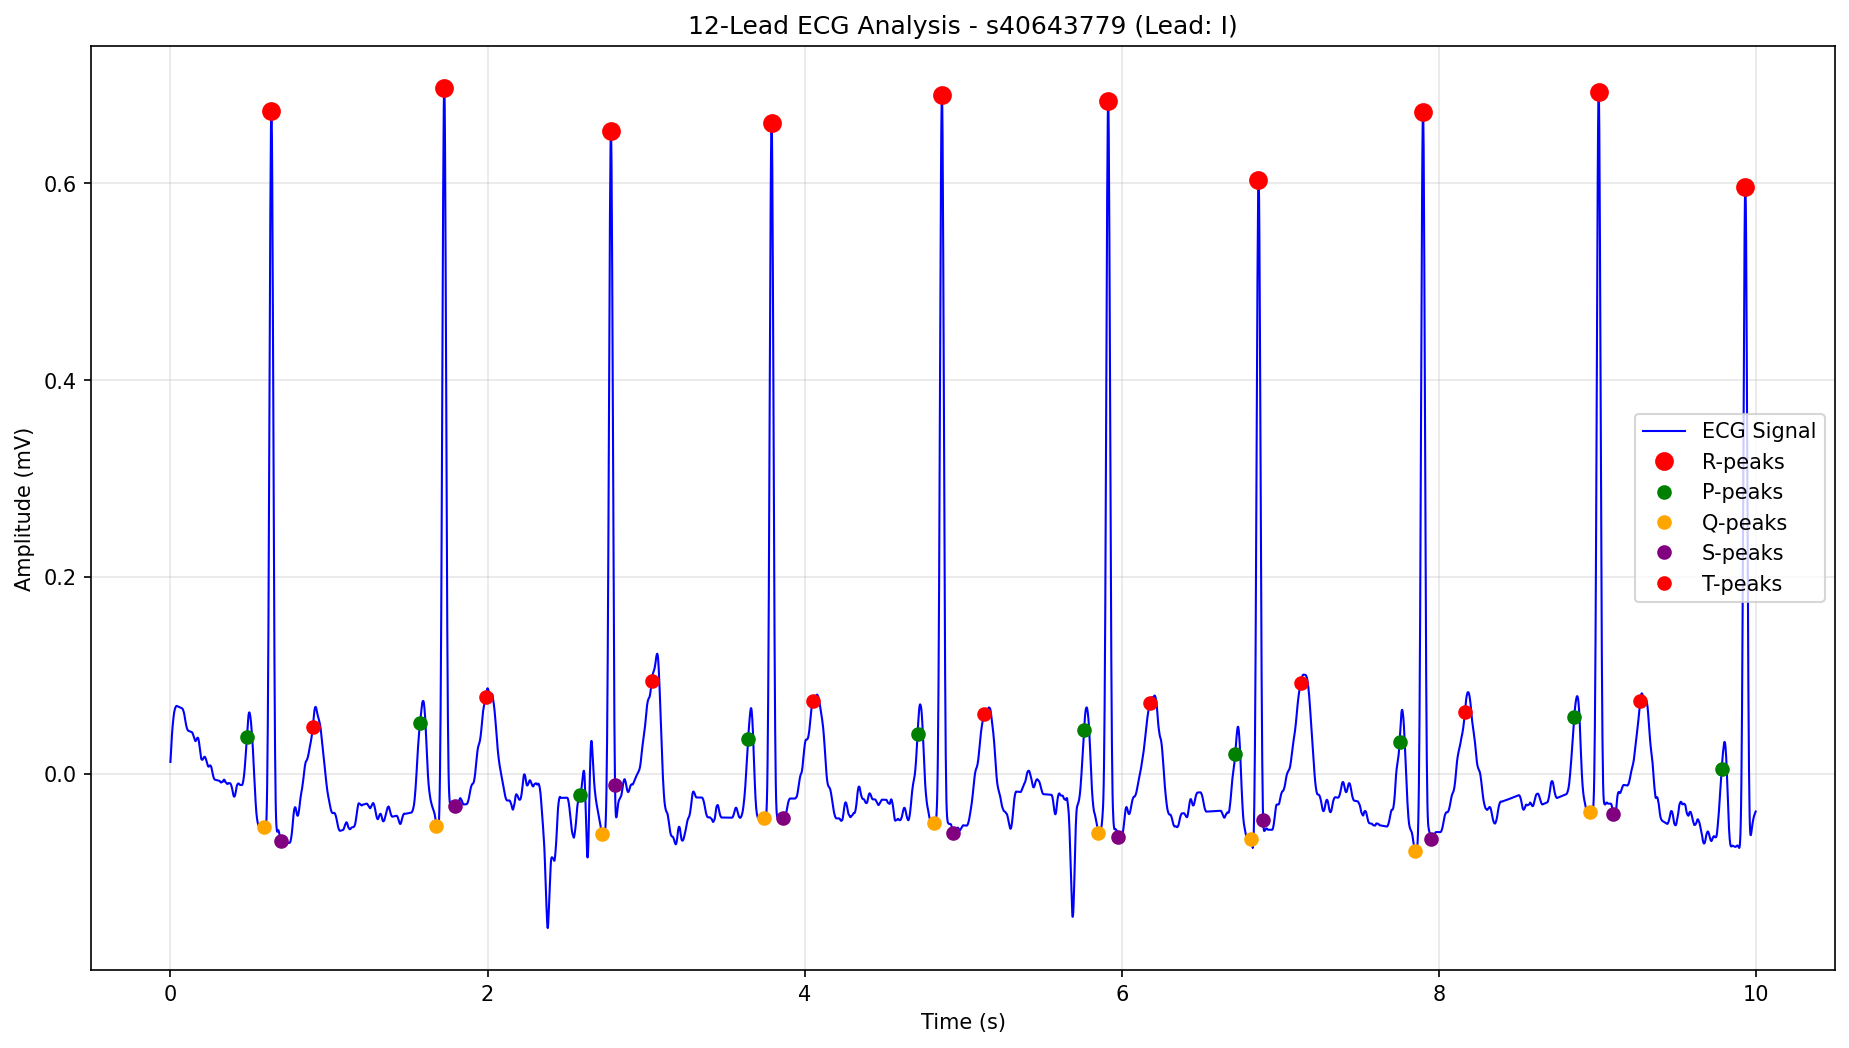 12-Lead ECG Analysis - s40643779 (Lead: I)
Amplitude (mV)
0.6
0.4
0.2
0.0
ECG Signal
R-peaks
P-peaks
Q-peaks
S-peaks
T-peaks
0 2 4 6 8 10
Time (s)